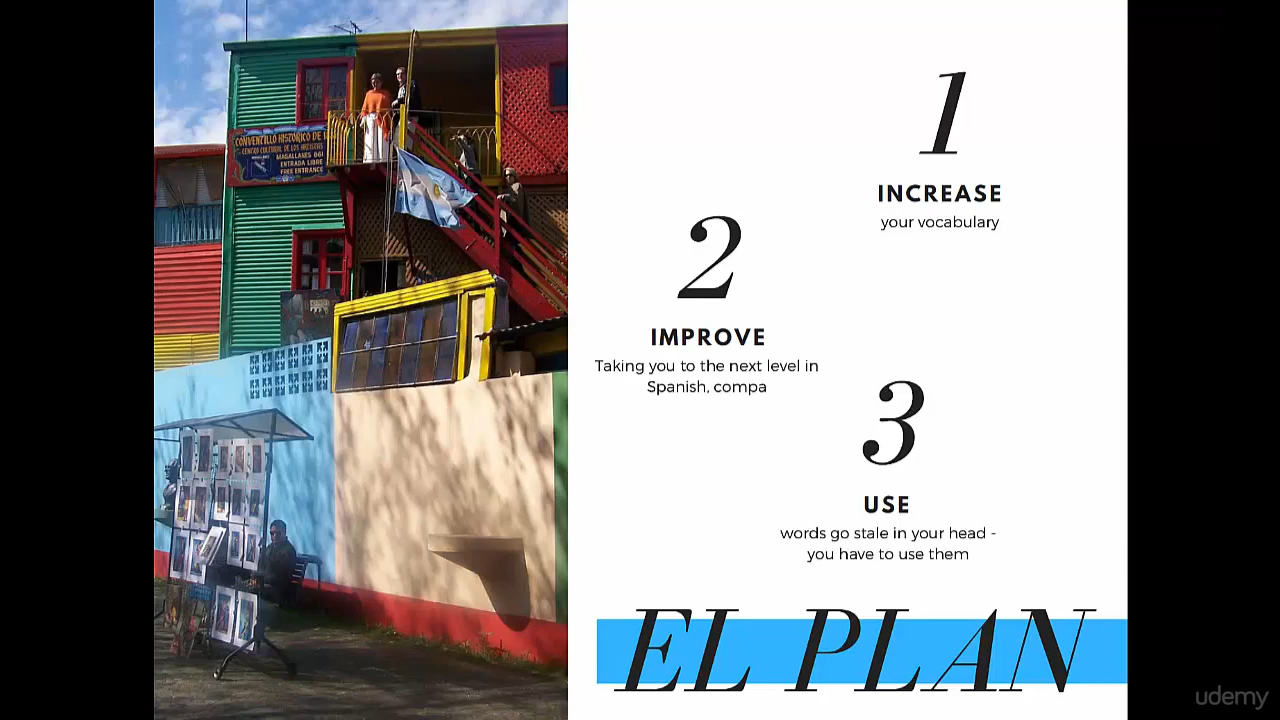 CONVENTILLO HISTORICO DE
CENTRO CULTURAL DE LOS ARTISTAS
MAGALLANES 861
ENTRADA LIBRE
FREE ENTRANCE
1
INCREASE
your vocabulary
2
IMPROVE
Taking you to the next level in
Spanish, compa
3
USE
words go stale in your head -
you have to use them
EL PLAN
udemy